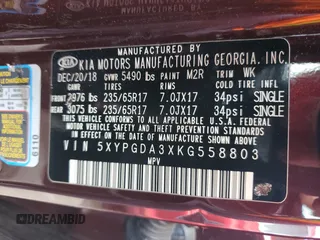 MANUFACTURED BY
KIA KIA MOTORS MANUFACTURING GEORGIA, INC.
DEC/20/18 GVWR 5490 lbs PAINT M2R TRIM WK
GAWR TIRES RIMS COLD TIRE INFL
2976 lbs 235/65R17 7.0JX17 34psi SINGLE
3075 lbs 235/65R17 7.0JX17 34psi SINGLE
VIN 5XYPGDA3XKG558803
THIS VEHICLE CONFORMS TO ALL APPLICABLE
U.S. FEDERAL MOTOR VEHICLE SAFETY
AND THEFT PREVENTION STANDARDS IN
EFFECT ON THE DATE OF MANUFACTURE
SHOWN ABOVE.
MPV
0110
DREAMBID